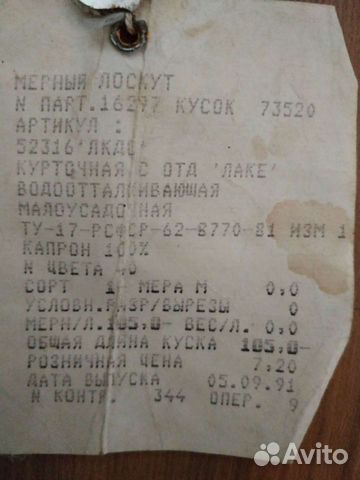 МЕРНЫЙ ЛОСКУТ
N ПАРТ.16297 КУСОК 73520
АРТИКУЛ :
52316'ЛКДО'
КУРТОЧНАЯ С ОТД 'ЛАКЕ'
ВОДООТТАЛКИВАЮЩАЯ
МАЛОУСАДОЧНАЯ
ТУ-17-РСФСР-62-8770-81 ИЗМ 1
КАПРОН 100%
N ЦВЕТА 40
СОРТ 1 МЕРА М 0,0
УСЛОВН.РАЗР/ВЫРЕЗЫ 0
МЕРН/Л.105,0- ВЕС/Л. 0,0
ОБЩАЯ ДЛИНА КУСКА 105,0-
РОЗНИЧНАЯ ЦЕНА 7,20
ДАТА ВЫПУСКА 05.09.91
N КОНТР. 344 ОПЕР. 9
Avito